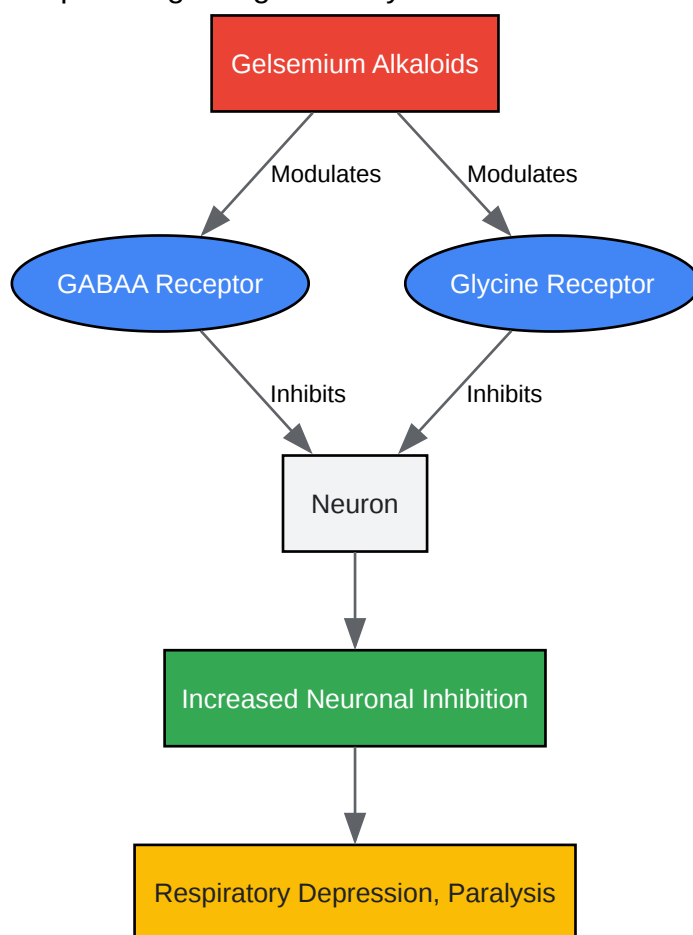 Gelsemium Alkaloids
Modulates
Modulates
GABAA Receptor
Glycine Receptor
Inhibits
Inhibits
Neuron
Increased Neuronal Inhibition
Respiratory Depression, Paralysis